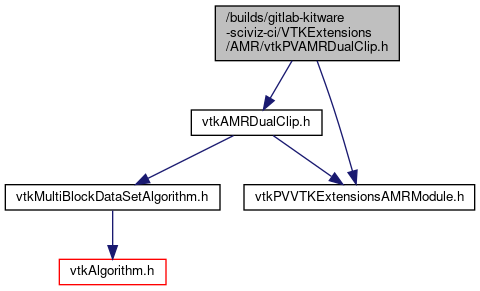 /builds/gitlab-kitware
-sciviz-ci/VTKExtensions
/AMR/vtkPVAMRDualClip.h
vtkAMRDualClip.h
vtkMultiBlockDataSetAlgorithm.h
vtkPVVTKExtensionsAMRModule.h
vtkAlgorithm.h